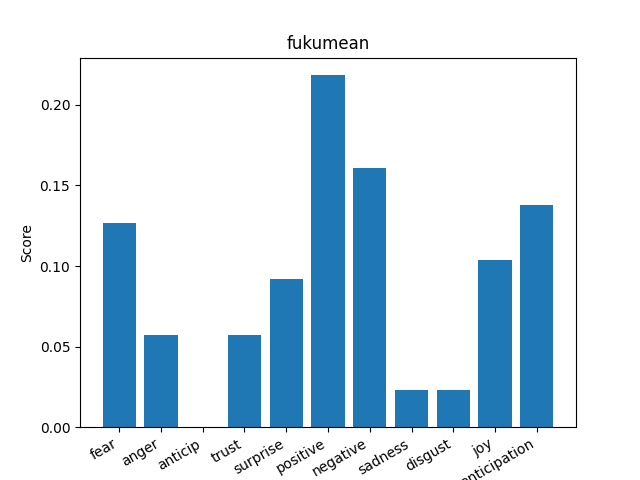 fukumean
Score
0.20
0.15
0.10
0.05
0.00
fear
anger
anticip
trust
surprise
positive
negative
sadness
disgust
joy
anticipation